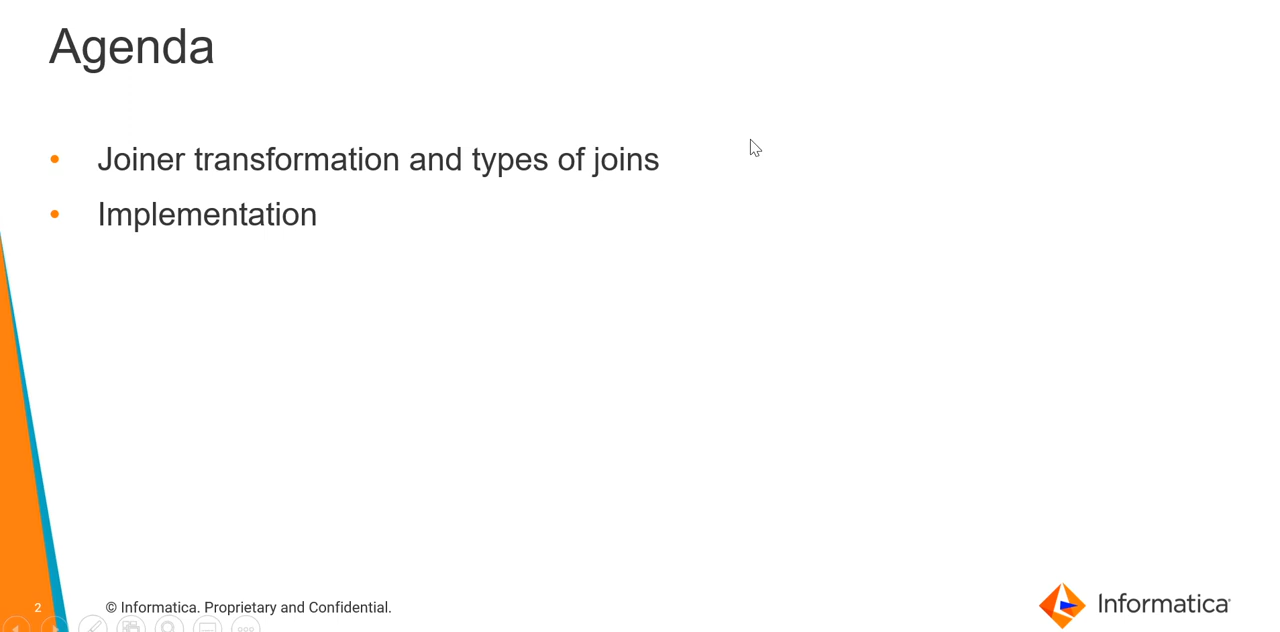 Agenda
• Joiner transformation and types of joins
• Implementation
2
© Informatica. Proprietary and Confidential.
Informatica